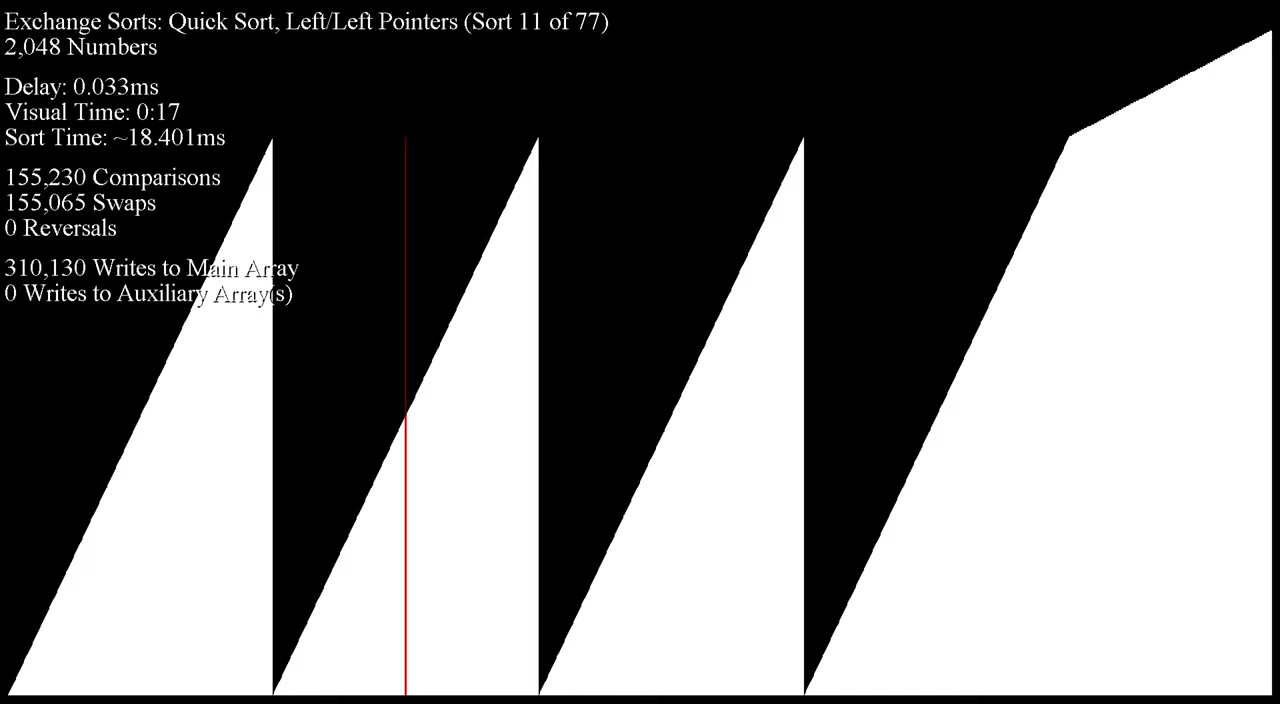 Exchange Sorts: Quick Sort, Left/Left Pointers (Sort 11 of 77)
2,048 Numbers
Delay: 0.033ms
Visual Time: 0:17
Sort Time: ~18.401ms
155,230 Comparisons
155,065 Swaps
0 Reversals
310,130 Writes to Main Array
0 Writes to Auxiliary Array(s)